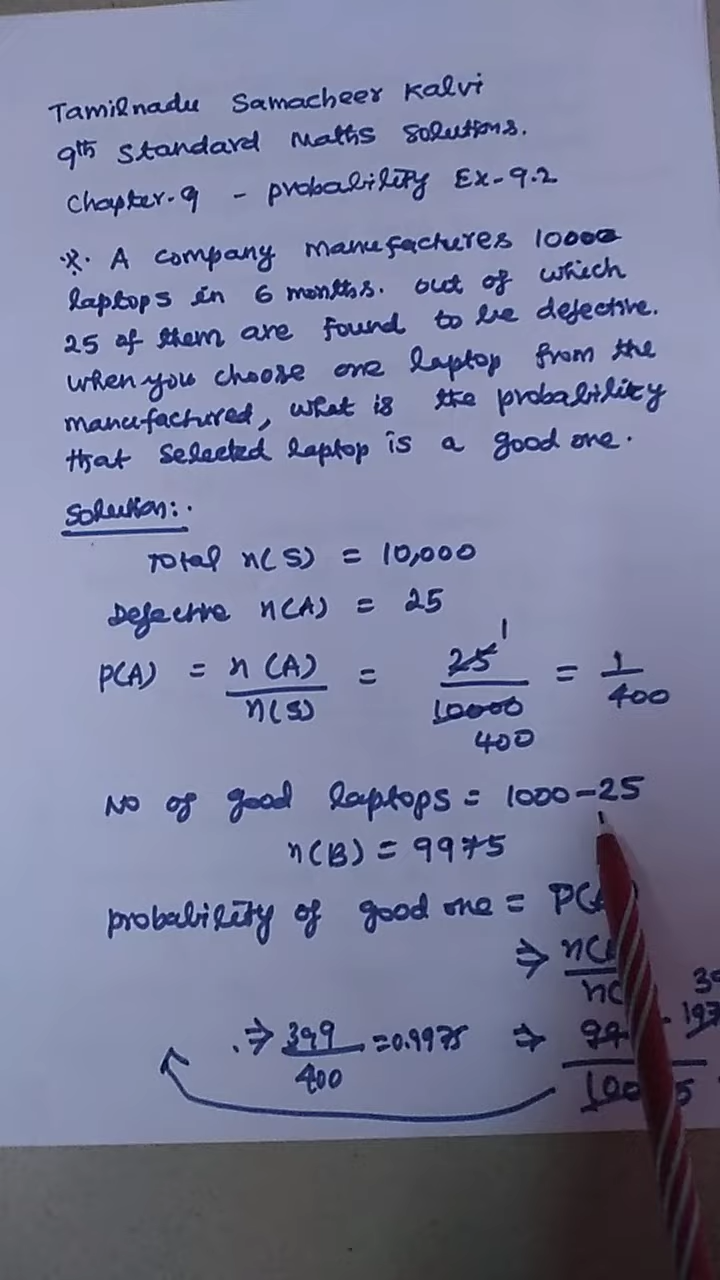 Tamilnadu Samacheer Kalvi
9th Standard Maths Solutions.
Chapter-9 - probability Ex-9.2
※. A company manufactures 10000
laptops in 6 months. out of which
25 of them are found to be defective.
when you choose one laptop from the
manufactured, what is the probability
that selected laptop is a good one.
Solution:.
Total n(S) = 10,000
Defective n(A) = 25
P(A) = n(A)/n(S) = 25/10000 = 1/400
1
400
No of good laptops = 1000-25
n(B) = 9975
probability of good one =
⇒
.⇒ 399/400 = 0.9975 ⇒